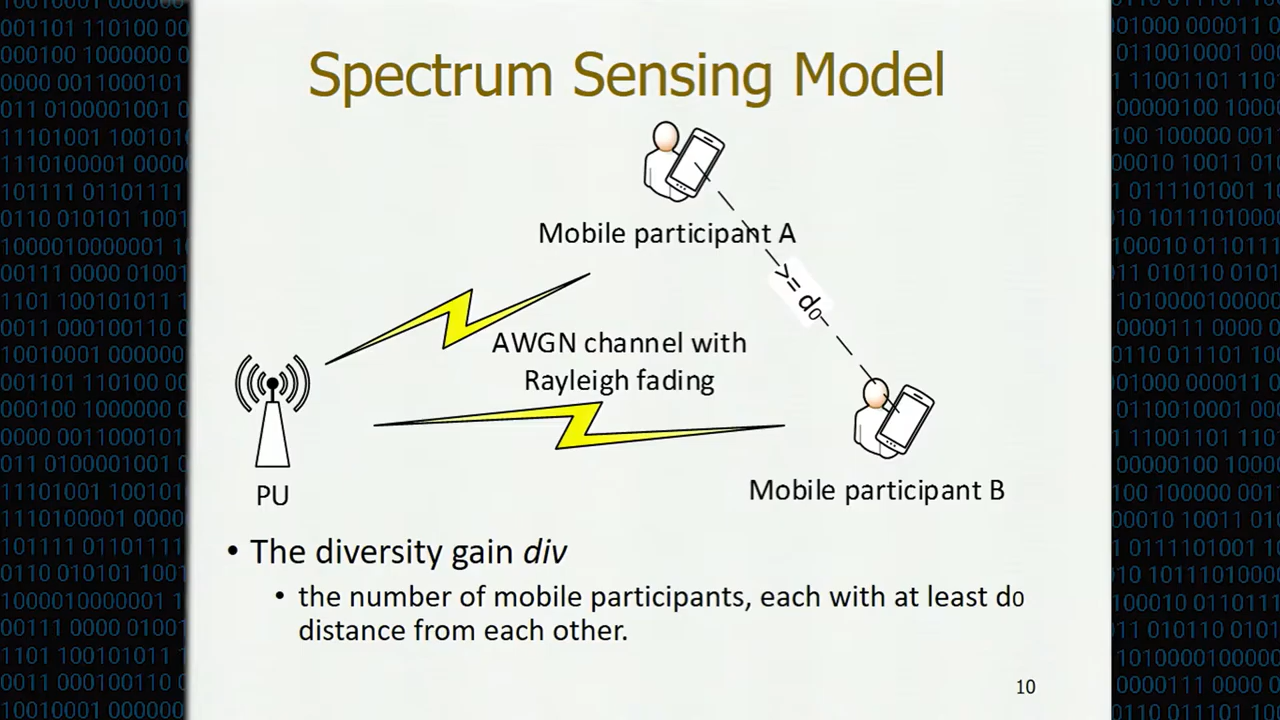 Spectrum Sensing Model
Mobile participant A
>= d0
AWGN channel with
Rayleigh fading
PU
Mobile participant B
• The diversity gain div
• the number of mobile participants, each with at least d0
distance from each other.
10